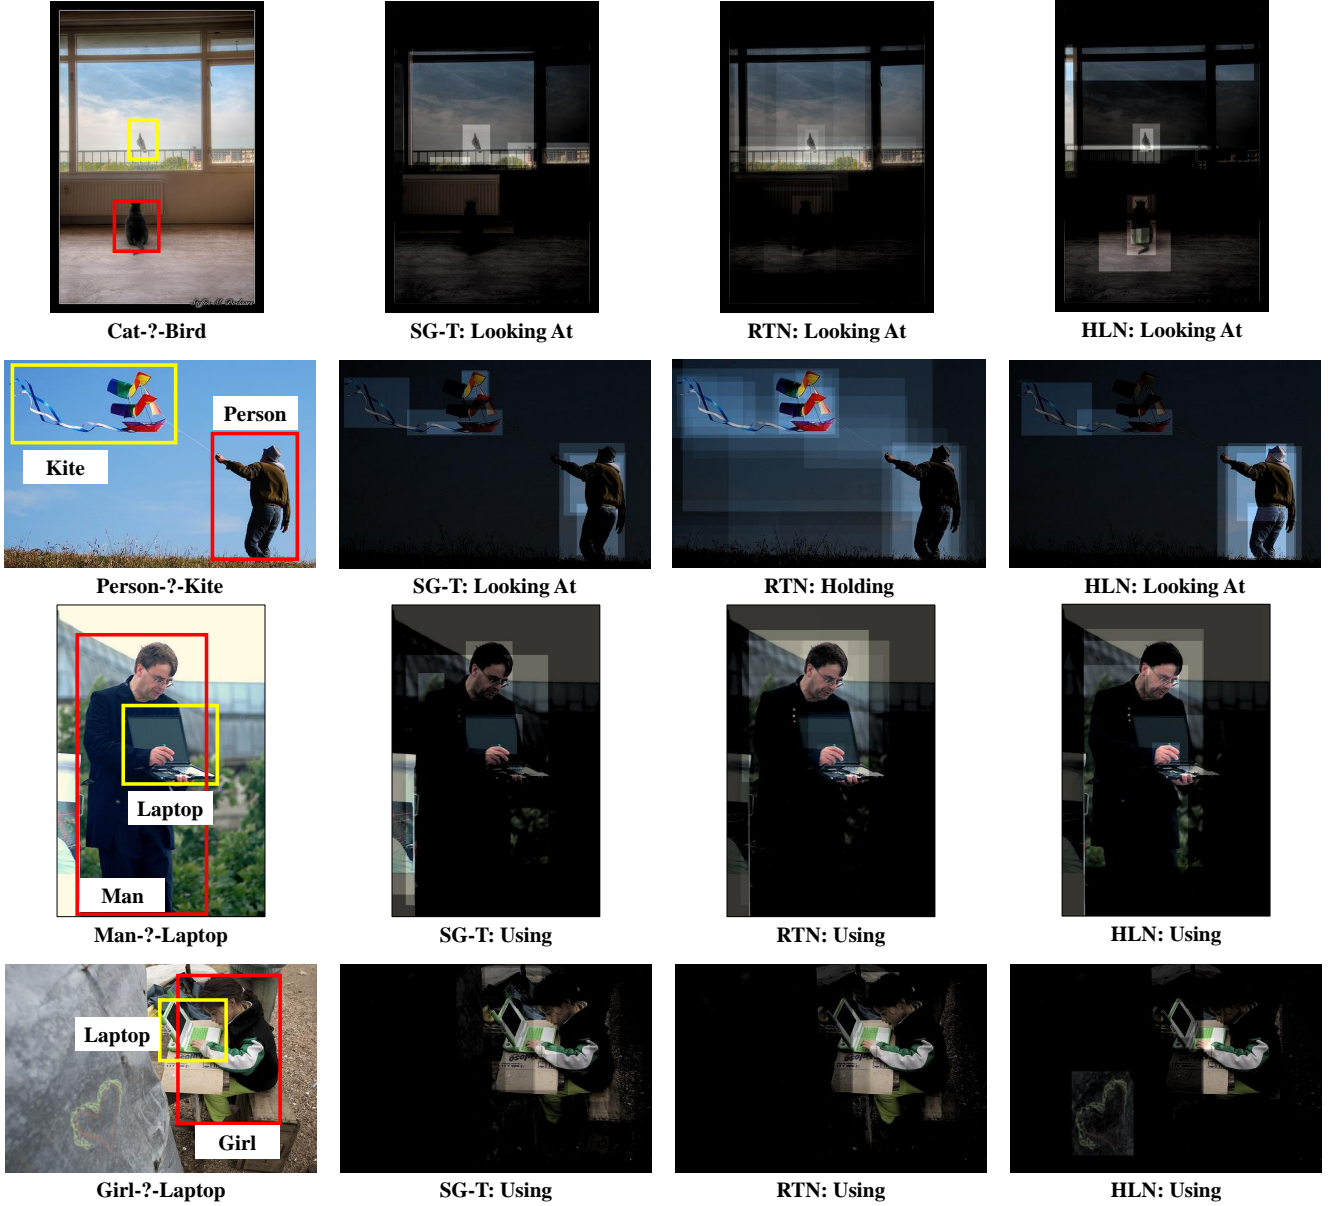 Cat-?-Bird
SG-T: Looking At
RTN: Looking At
HLN: Looking At
Person
Kite
Person-?-Kite
SG-T: Looking At
RTN: Holding
HLN: Looking At
Laptop
Man
Man-?-Laptop
SG-T: Using
RTN: Using
HLN: Using
Laptop
Girl
Girl-?-Laptop
SG-T: Using
RTN: Using
HLN: Using